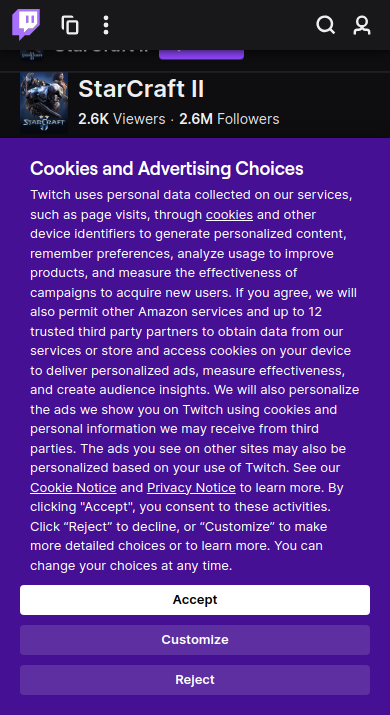 StarCraft II
2.6K Viewers · 2.6M Followers
STARCRAFT
Cookies and Advertising Choices
Twitch uses personal data collected on our services,
such as page visits, through cookies and other
device identifiers to generate personalized content,
remember preferences, analyze usage to improve
products, and measure the effectiveness of
campaigns to acquire new users. If you agree, we will
also permit other Amazon services and up to 12
trusted third party partners to obtain data from our
services or store and access cookies on your device
to deliver personalized ads, measure effectiveness,
and create audience insights. We will also personalize
the ads we show you on Twitch using cookies and
personal information we may receive from third
parties. The ads you see on other sites may also be
personalized based on your use of Twitch. See our
Cookie Notice and Privacy Notice to learn more. By
clicking "Accept", you consent to these activities.
Click “Reject” to decline, or “Customize” to make
more detailed choices or to learn more. You can
change your choices at any time.
Accept
Customize
Reject